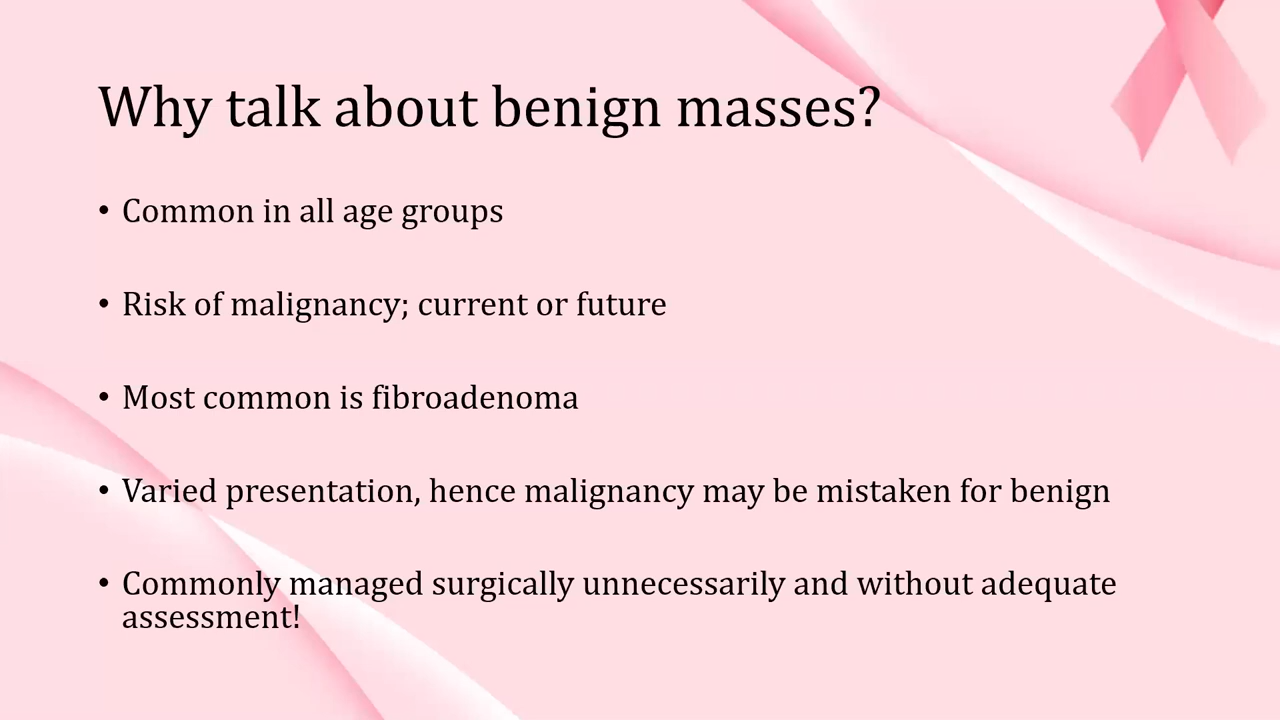 Why talk about benign masses?
• Common in all age groups
• Risk of malignancy; current or future
• Most common is fibroadenoma
• Varied presentation, hence malignancy may be mistaken for benign
• Commonly managed surgically unnecessarily and without adequate
assessment!